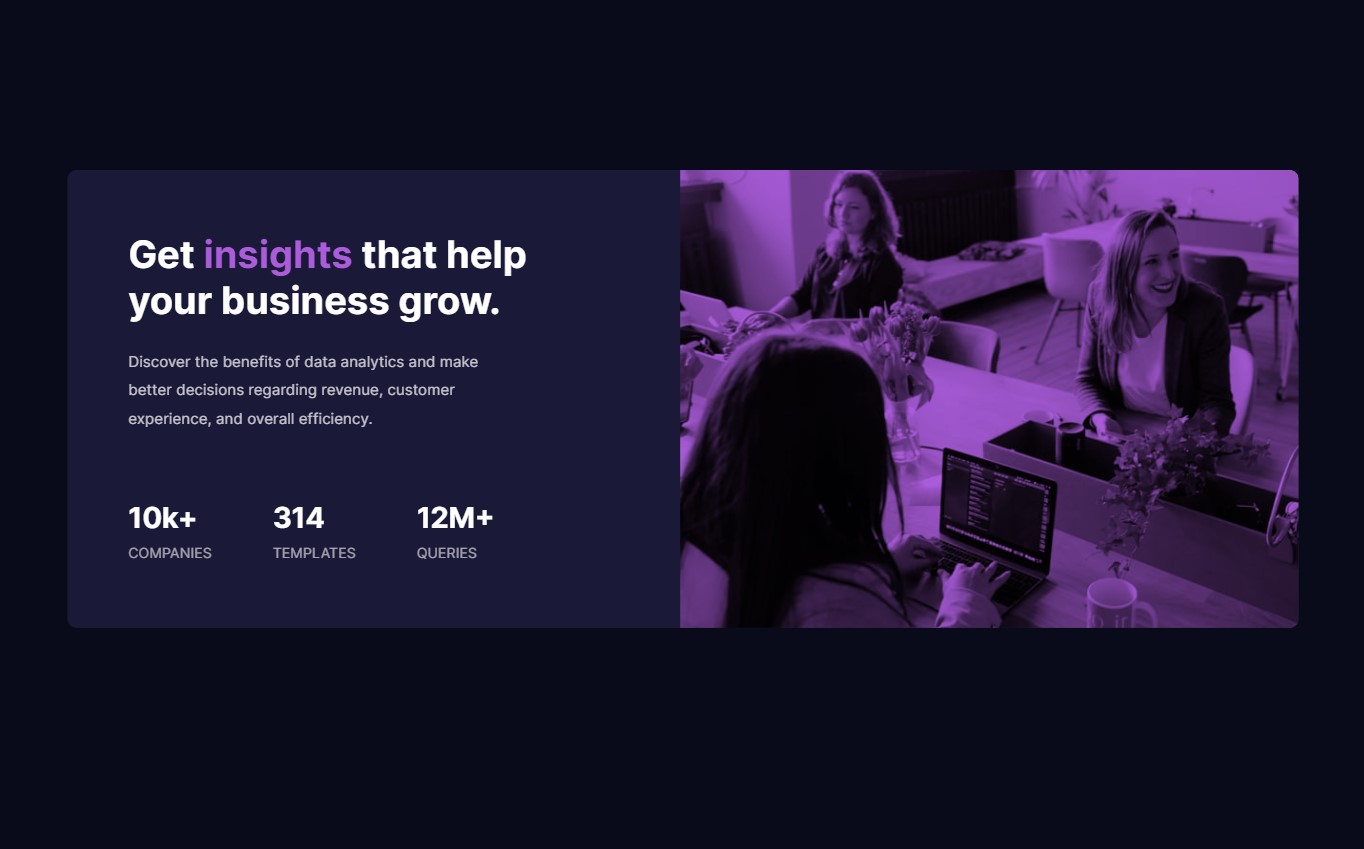 Get insights that help
your business grow.
Discover the benefits of data analytics and make
better decisions regarding revenue, customer
experience, and overall efficiency.
10k+ 314 12M+
COMPANIES TEMPLATES QUERIES